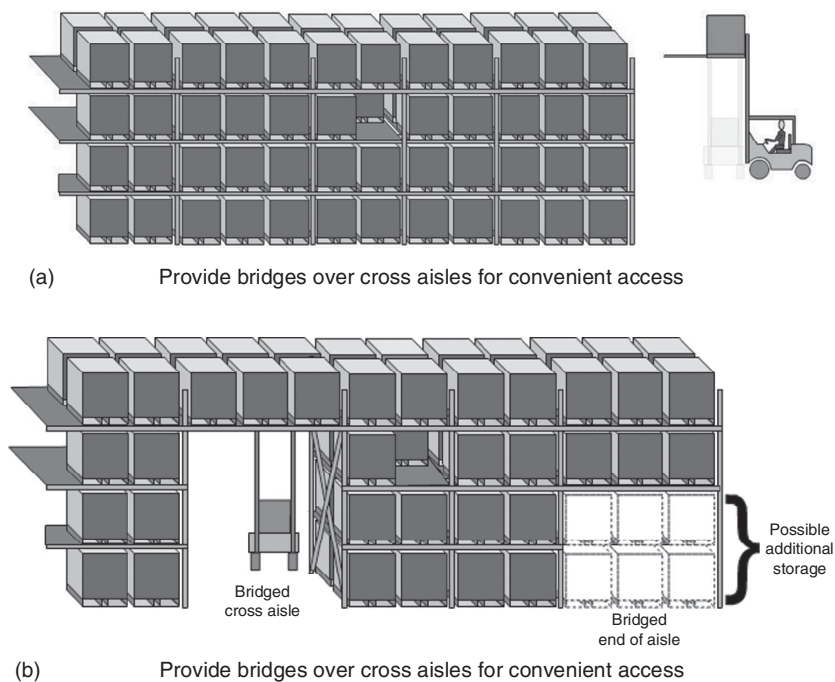 (a) Provide bridges over cross aisles for convenient access
Bridged
cross aisle
Possible
additional
storage
Bridged
end of aisle
(b) Provide bridges over cross aisles for convenient access